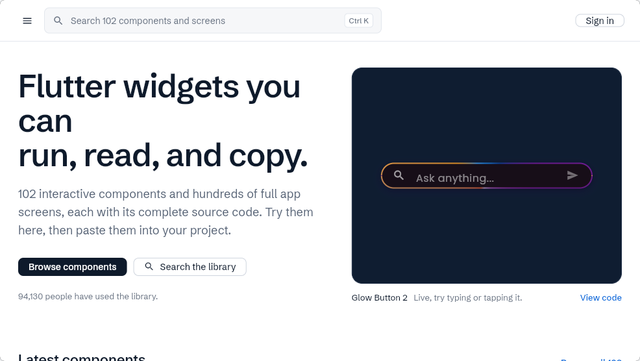 Search 102 components and screens
Ctrl K
Sign in
Flutter widgets you
can
run, read, and copy.
102 interactive components and hundreds of full app
screens, each with its complete source code. Try them
here, then paste them into your project.
Browse components
Search the library
94,130 people have used the library.
Ask anything...
Glow Button 2
Live, try typing or tapping it.
View code
Latest components